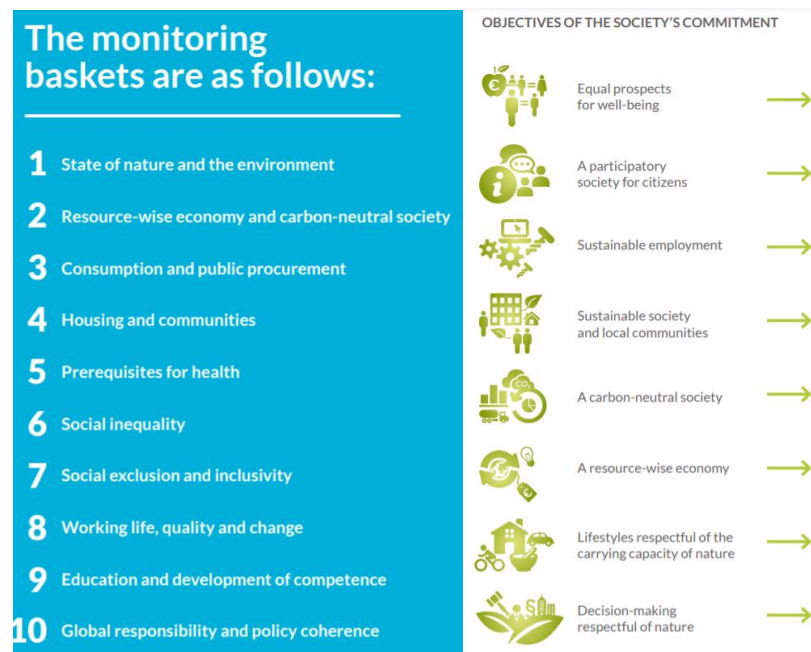 The monitoring
baskets are as follows:
1 State of nature and the environment
2 Resource-wise economy and carbon-neutral society
3 Consumption and public procurement
4 Housing and communities
5 Prerequisites for health
6 Social inequality
7 Social exclusion and inclusivity
8 Working life, quality and change
9 Education and development of competence
10 Global responsibility and policy coherence
OBJECTIVES OF THE SOCIETY'S COMMITMENT
€
Equal prospects
for well-being
i
A participatory
society for citizens
Sustainable employment
Sustainable society
and local communities
CO₂
A carbon-neutral society
€
A resource-wise economy
Lifestyles respectful of the
carrying capacity of nature
§
Decision-making
respectful of nature